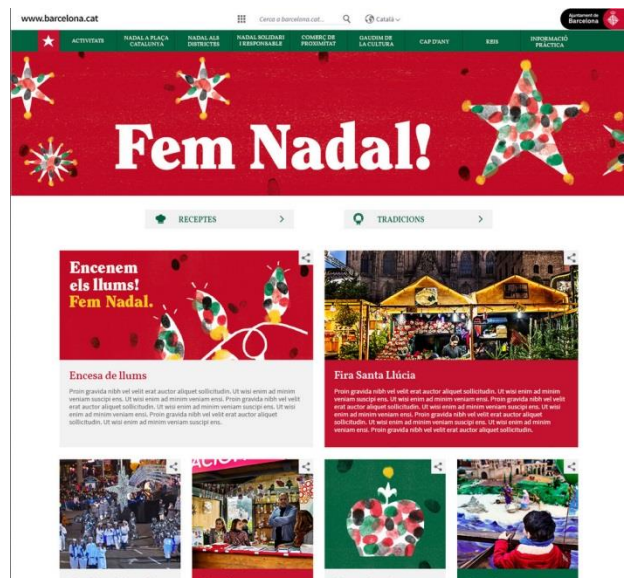 www.barcelona.cat
Cerca a barcelona.cat...
Català
Ajuntament de
Barcelona
ACTIVITATS
NADAL A PLAÇA
CATALUNYA
NADAL ALS
DISTRICTES
NADAL SOLIDARI
I RESPONSABLE
COMERÇ DE
PROXIMITAT
GAUDIM DE
LA CULTURA
CAP D'ANY
REIS
INFORMACIÓ
PRÀCTICA
Fem Nadal!
RECEPTES
TRADICIONS
Encenem
els llums!
Fem Nadal.
Encesa de llums
Proin gravida nibh vel velit erat auctor aliquet sollicitudin. Ut wisi enim ad minim
veniam suscipi ens. Ut wisi enim ad minim veniam ensi. Proin gravida nibh vel velit
erat auctor aliquet sollicitudin. Ut wisi enim ad minim veniam suscipi ens. Ut wisi
enim ad minim veniam ensi. Proin gravida nibh vel velit erat auctor aliquet
sollicitudin. Ut wisi enim ad minim veniam suscipi ens.
Fira Santa Llúcia
Proin gravida nibh vel velit erat auctor aliquet sollicitudin. Ut wisi enim ad minim
veniam suscipi ens. Ut wisi enim ad minim veniam ensi. Proin gravida nibh vel velit
erat auctor aliquet sollicitudin. Ut wisi enim ad minim veniam suscipi ens. Ut wisi
enim ad minim veniam ensi. Proin gravida nibh vel velit erat auctor aliquet
sollicitudin. Ut wisi enim ad minim veniam suscipi ens. Ut wisi enim ad minim
veniam ensi. Proin gravida nibh vel velit erat auctor aliquet sollicitudin.